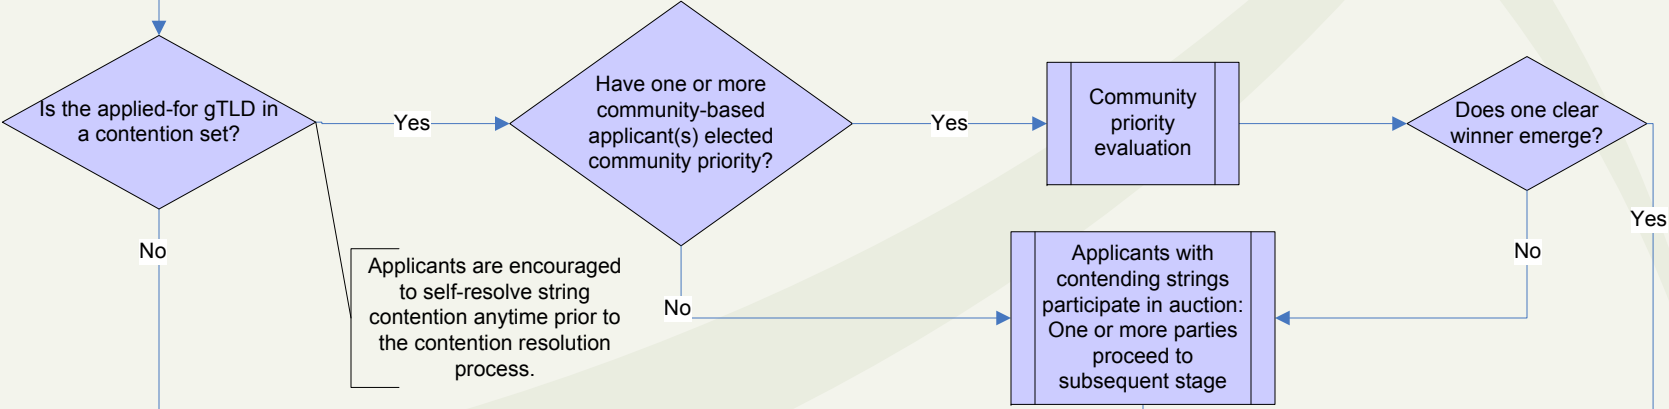 Is the applied-for gTLD in
a contention set?
Yes
Have one or more
community-based
applicant(s) elected
community priority?
Yes
Community
priority
evaluation
Does one clear
winner emerge?
No
Applicants are encouraged
to self-resolve string
contention anytime prior to
the contention resolution
process.
No
Applicants with
contending strings
participate in auction:
One or more parties
proceed to
subsequent stage
No
Yes